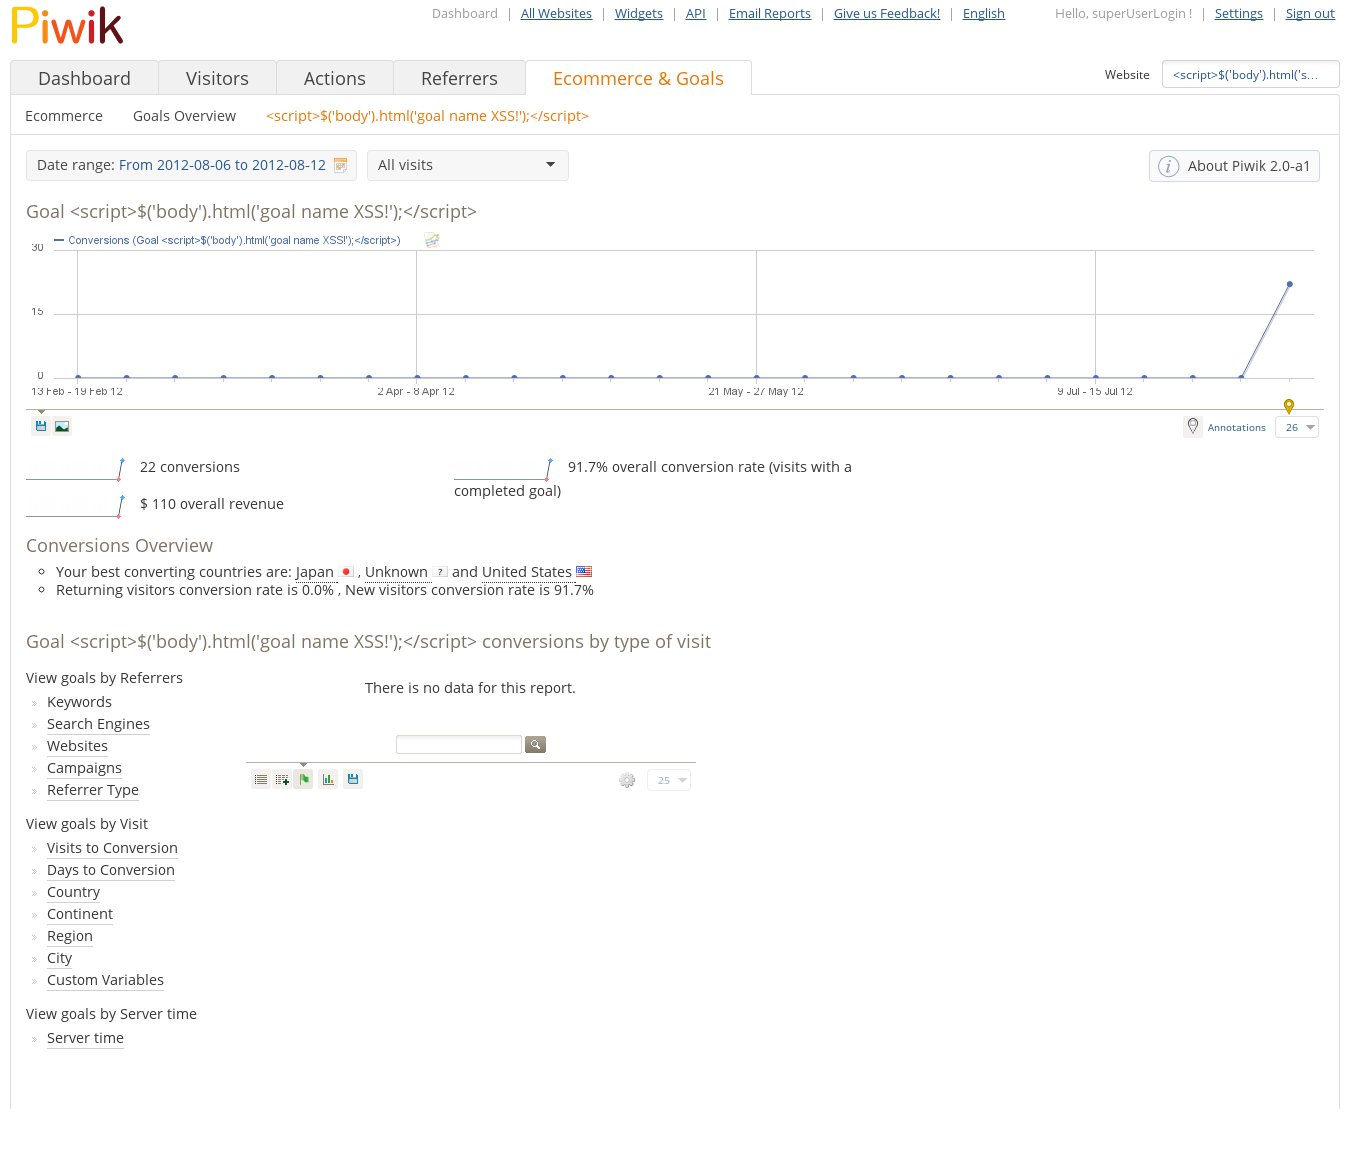 Piwik
Dashboard | All Websites | Widgets | API | Email Reports | Give us Feedback! | English
Hello, superUserLogin ! | Settings | Sign out
Dashboard Visitors Actions Referrers Ecommerce & Goals
Website <script>$('body').html('s...
Ecommerce Goals Overview <script>$('body').html('goal name XSS!');</script>
Date range: From 2012-08-06 to 2012-08-12
All visits
i About Piwik 2.0-a1
Goal <script>$('body').html('goal name XSS!');</script>
Conversions (Goal <script>$('body').html('goal name XSS!');</script>)
30
15
0
13 Feb - 19 Feb 12 2 Apr - 8 Apr 12 21 May - 27 May 12 9 Jul - 15 Jul 12
Annotations 26
22 conversions
91.7% overall conversion rate (visits with a
completed goal)
$ 110 overall revenue
Conversions Overview
Your best converting countries are: Japan , Unknown ? and United States
Returning visitors conversion rate is 0.0% , New visitors conversion rate is 91.7%
Goal <script>$('body').html('goal name XSS!');</script> conversions by type of visit
View goals by Referrers
» Keywords
» Search Engines
» Websites
» Campaigns
» Referrer Type
There is no data for this report.
25
View goals by Visit
» Visits to Conversion
» Days to Conversion
» Country
» Continent
» Region
» City
» Custom Variables
View goals by Server time
» Server time